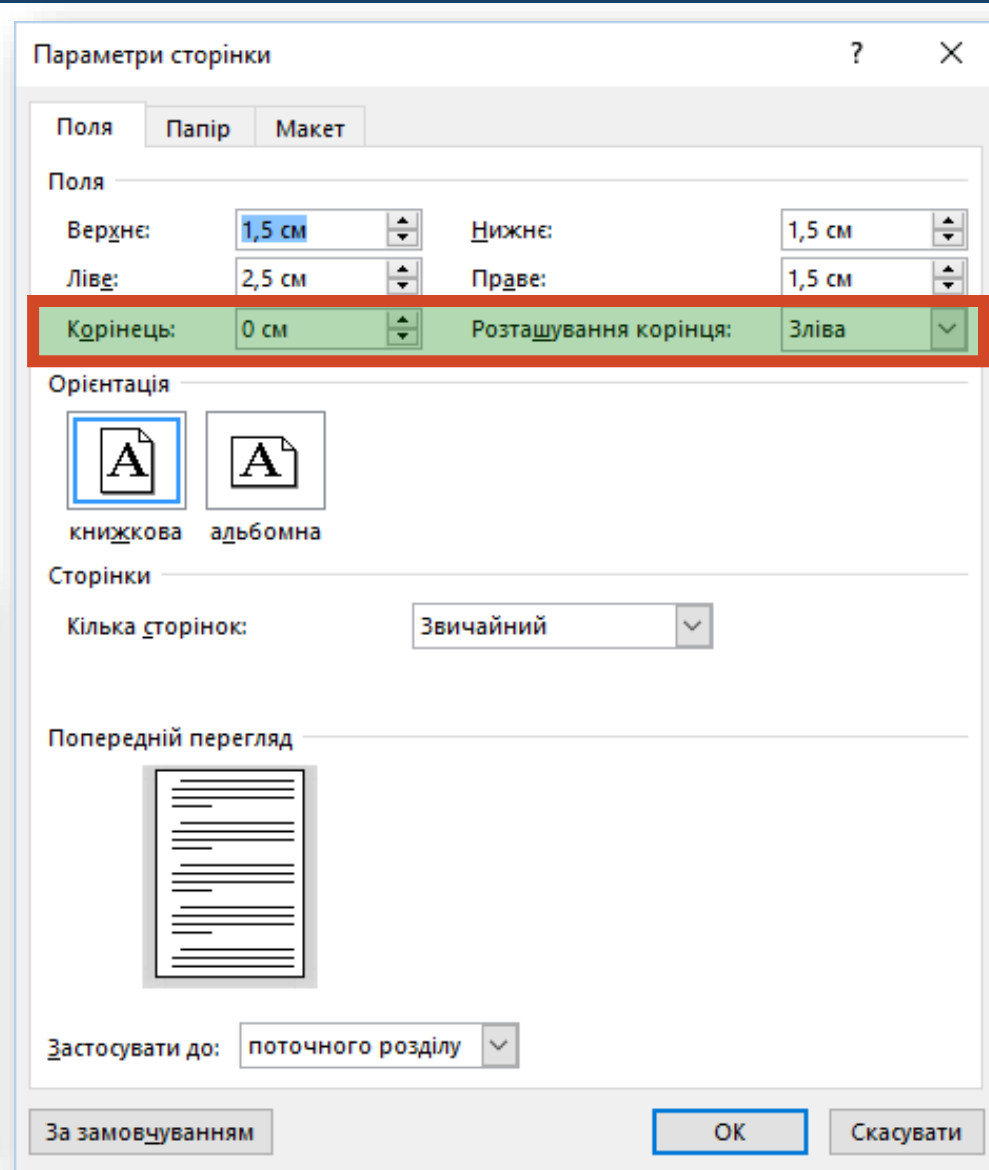 Параметри сторінки ?
Поля Папір Макет
Поля
Верхнє: 1,5 см Нижнє: 1,5 см
Ліве: 2,5 см Праве: 1,5 см
Корінець: 0 см Розташування корінця: Зліва
Орієнтація
A A
книжкова альбомна
Сторінки
Кілька сторінок: Звичайний
Попередній перегляд
Застосувати до: поточного розділу
За замовчуванням ОК Скасувати